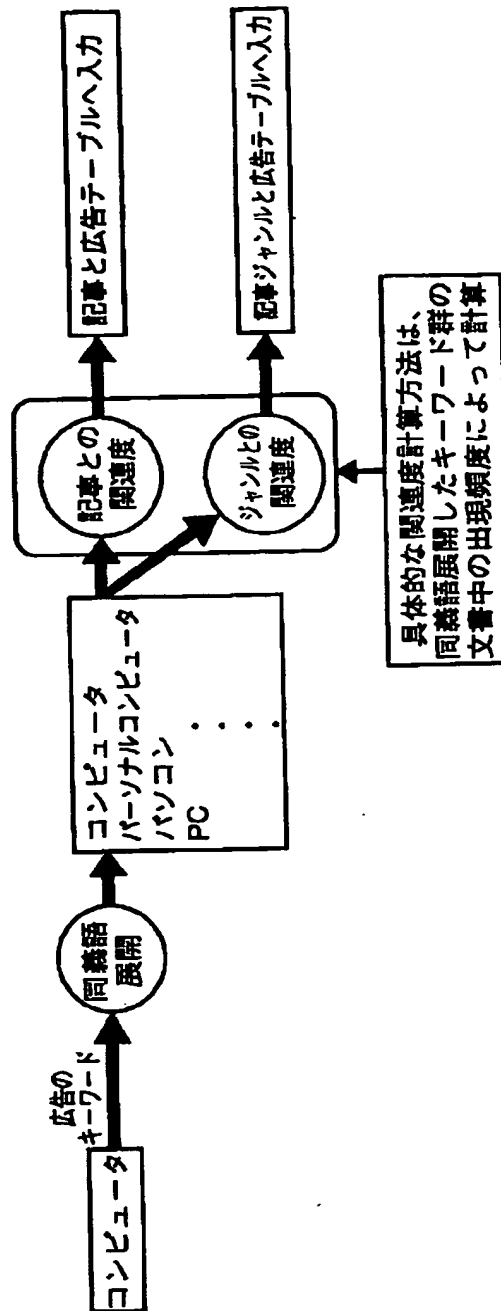 コンピュータ
広告の
キーワード
同義語
展開
コンピュータ
パーソナルコンピュータ
パソコン
PC
記事との
関連度
ジャンルとの
関連度
記事と広告テーブルへ入力
記事ジャンルと広告テーブルへ入力
具体的な関連度計算方法は、
同義語展開したキーワード群の
文書中の出現頻度によって計算